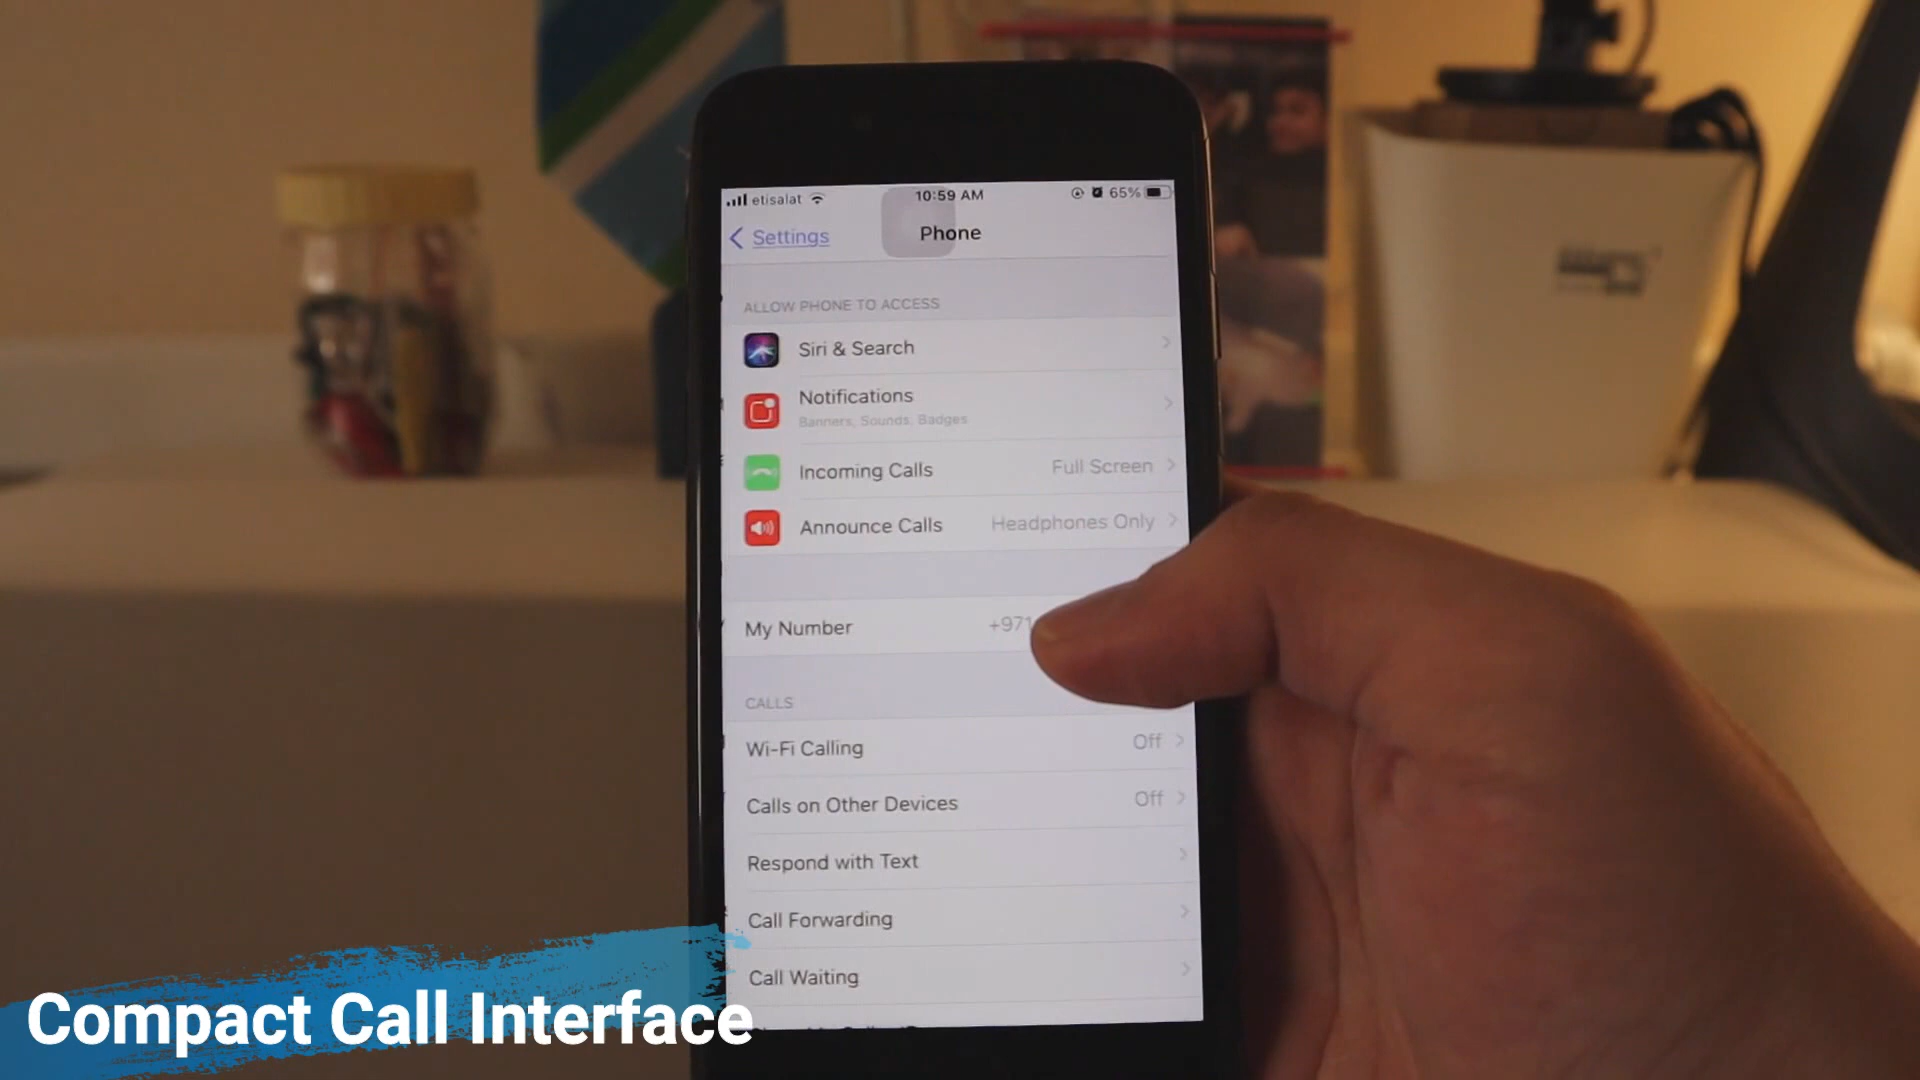 etisalat 10:59 AM 65%
Settings Phone
ALLOW PHONE TO ACCESS
Siri & Search
Notifications
Banners, Sounds, Badges
Incoming Calls Full Screen
Announce Calls Headphones Only
My Number +971
CALLS
Wi-Fi Calling Off
Calls on Other Devices Off
Respond with Text
Call Forwarding
Call Waiting
Compact Call Interface